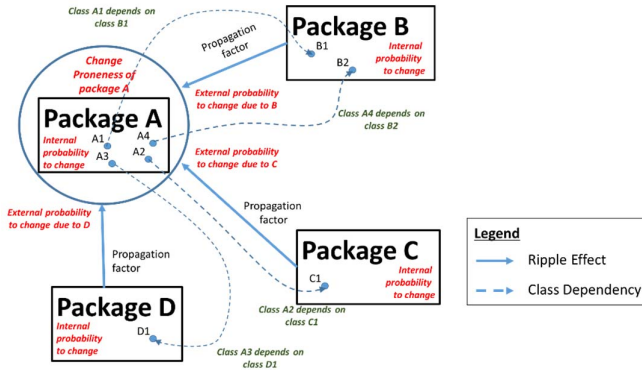 Class A1 depends on
class B1
Propagation
factor
Package B
B1
B2
Internal
probability
to change
Change
Proneness of
package A
External probability
to change due to B
Class A4 depends on
class B2
Package A
Internal
probability
to change
A1
A4
A3
A2
External probability
to change due to C
External probability
to change due to D
Propagation
factor
Propagation
factor
Package C
C1
Internal
probability
to change
Class A2 depends on
class C1
Package D
Internal
probability
to change
D1
Class A3 depends on
class D1
Legend
Ripple Effect
Class Dependency